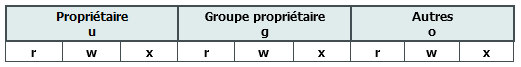 Propriétaire Groupe propriétaire Autres
u g o
r w x r w x r w x